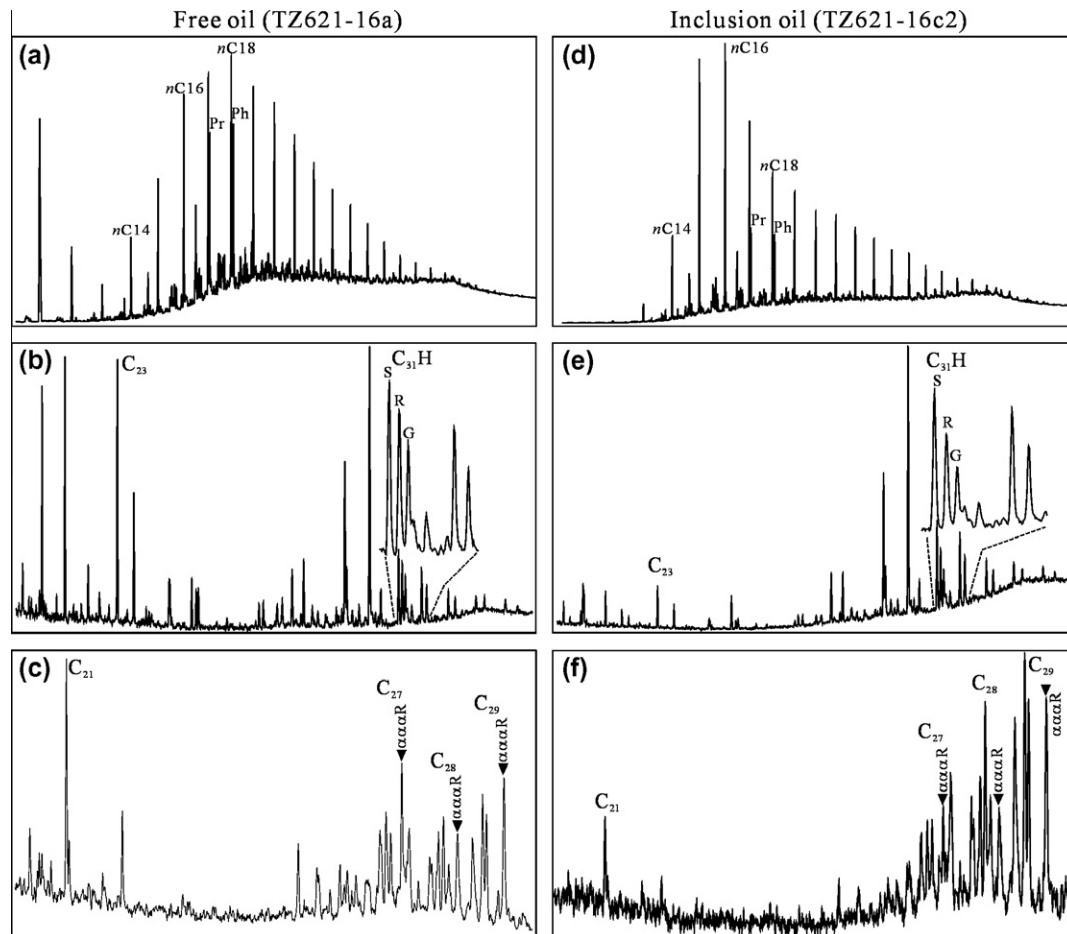 Free oil (TZ621-16a)
Inclusion oil (TZ621-16c2)
(a)
nC18
nC16
Pr
Ph
nC14
(d)
nC16
nC18
Pr
Ph
nC14
(b)
C₂₃
C₃₁H
S
R
G
(e)
C₂₃
C₃₁H
S
R
G
(c)
C₂₁
C₂₇
αααR
C₂₈
αααR
C₂₉
αααR
(f)
C₂₁
C₂₇
αααR
C₂₈
αααR
C₂₉
αααR